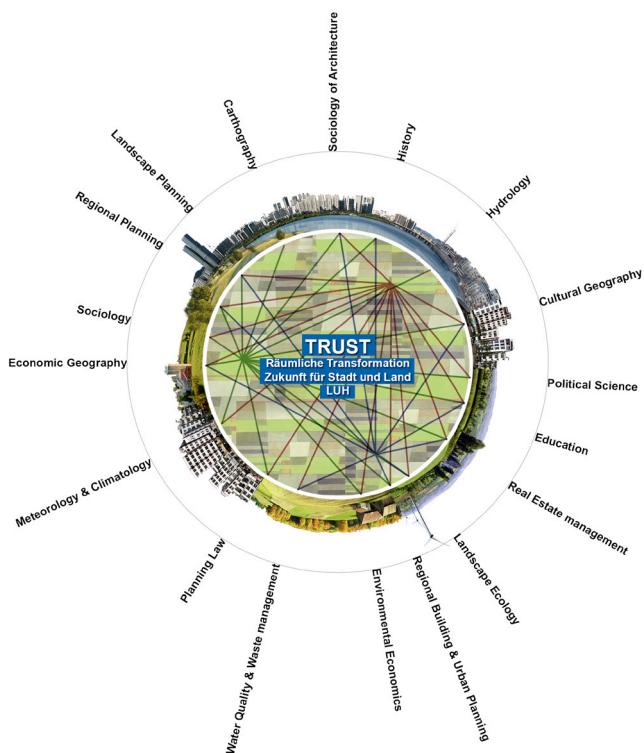 Sociology of Architecture
History
Hydrology
Cultural Geography
Political Science
Education
Real Estate management
Landscape Ecology
Regional Building & Urban Planning
Environmental Economics
Water Quality & Waste management
Planning Law
Meteorology & Climatology
Economic Geography
Sociology
Regional Planning
Landscape Planning
Carthography
TRUST
Räumliche Transformation
Zukunft für Stadt und Land
LUH